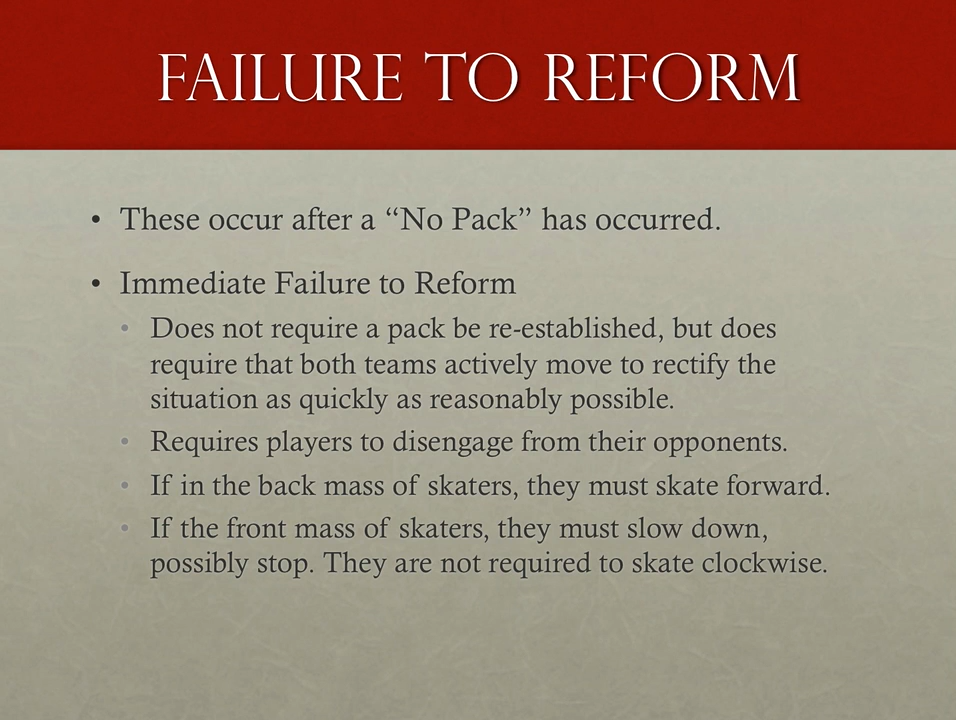 FAILURE TO REFORM
• These occur after a “No Pack” has occurred.
• Immediate Failure to Reform
• Does not require a pack be re-established, but does
require that both teams actively move to rectify the
situation as quickly as reasonably possible.
• Requires players to disengage from their opponents.
• If in the back mass of skaters, they must skate forward.
• If the front mass of skaters, they must slow down,
possibly stop. They are not required to skate clockwise.